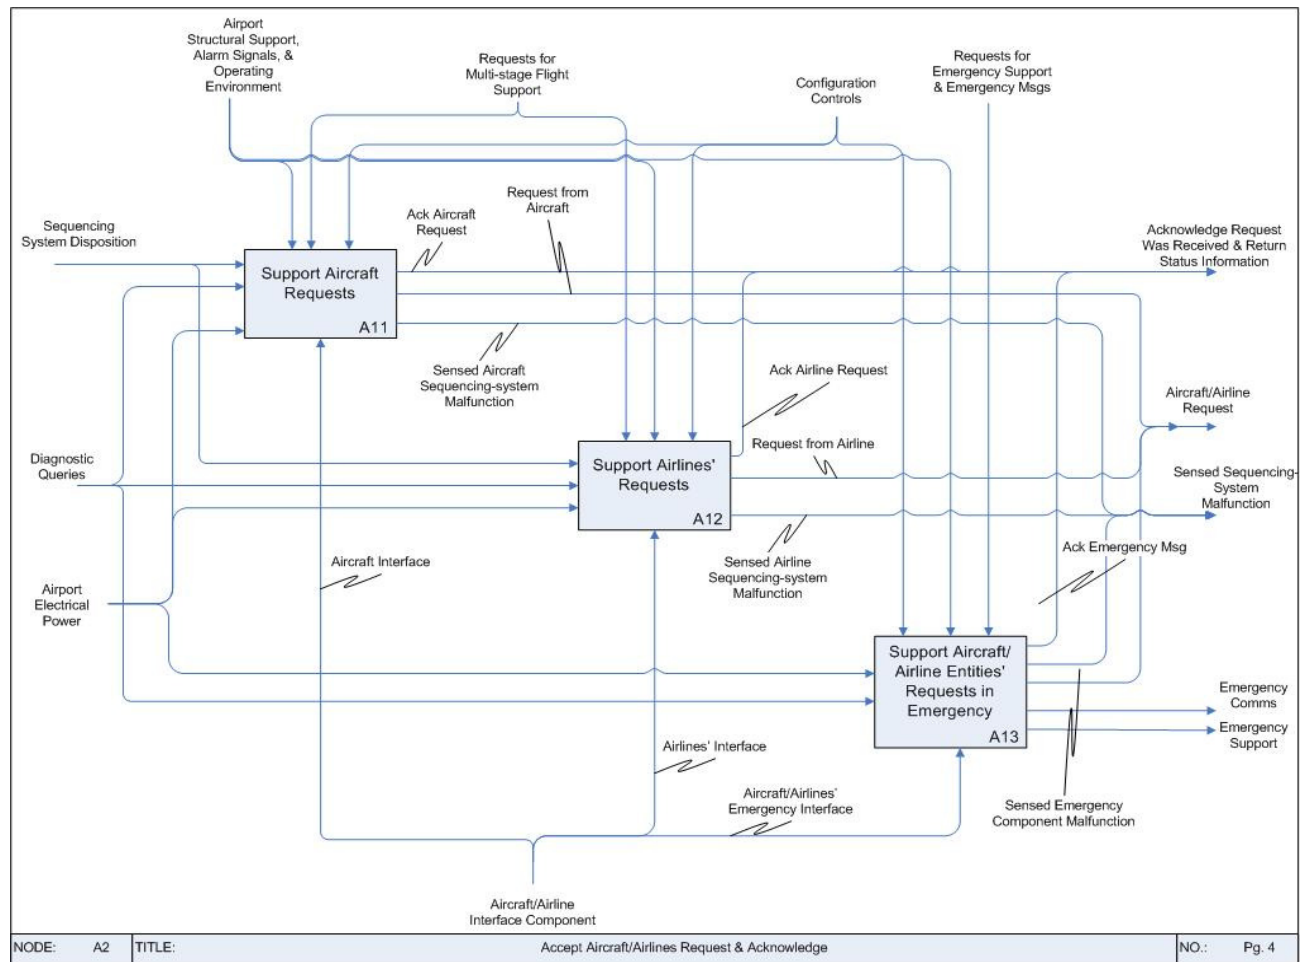 Airport
Structural Support,
Alarm Signals, &
Operating
Environment
Requests for
Multi-stage Flight
Support
Configuration
Controls
Requests for
Emergency Support
& Emergency Msgs
Request from
Aircraft
Ack Aircraft
Request
Sequencing
System Disposition
Acknowledge Request
Was Received & Return
Status Information
Support Aircraft
Requests
A11
Sensed Aircraft
Sequencing-system
Malfunction
Ack Airline Request
Aircraft/Airline
Request
Request from Airline
Diagnostic
Queries
Support Airlines'
Requests
A12
Sensed Sequencing-
System
Malfunction
Aircraft Interface
Sensed Airline
Sequencing-system
Malfunction
Ack Emergency Msg
Airport
Electrical
Power
Support Aircraft/
Airline Entities'
Requests in
Emergency
A13
Emergency
Comms
Emergency
Support
Airlines' Interface
Aircraft/Airlines'
Emergency Interface
Sensed Emergency
Component Malfunction
Aircraft/Airline
Interface Component
NODE: A2 TITLE: Accept Aircraft/Airlines Request & Acknowledge NO.: Pg. 4